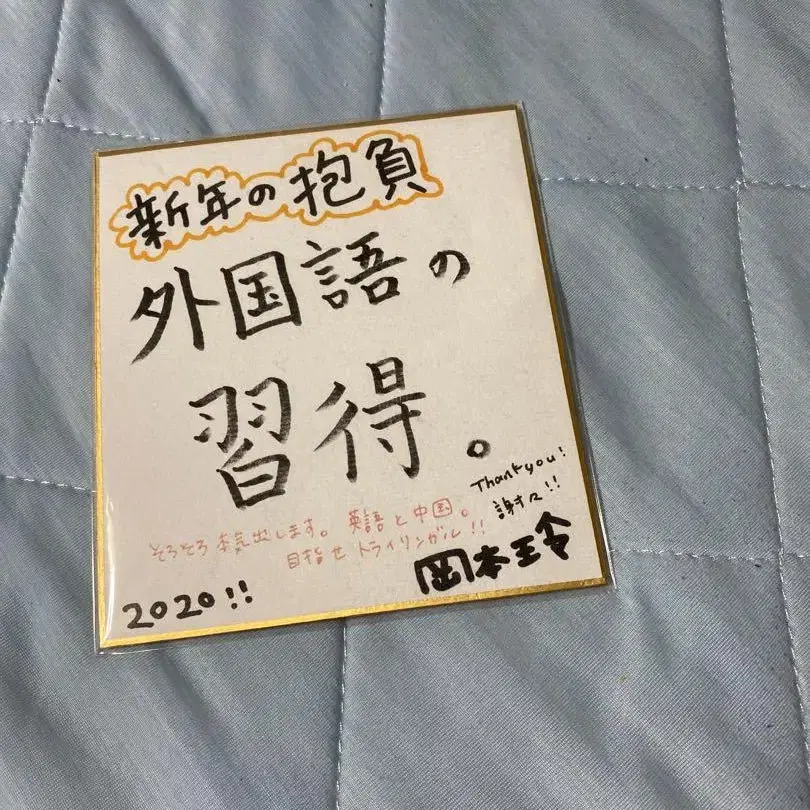 新年の抱負
外国語の
習得。
Thankyou!
謝々!!
そろそろ本気出します。英語と中国。
目指せトライリンガル!!
岡本玲
2020!!